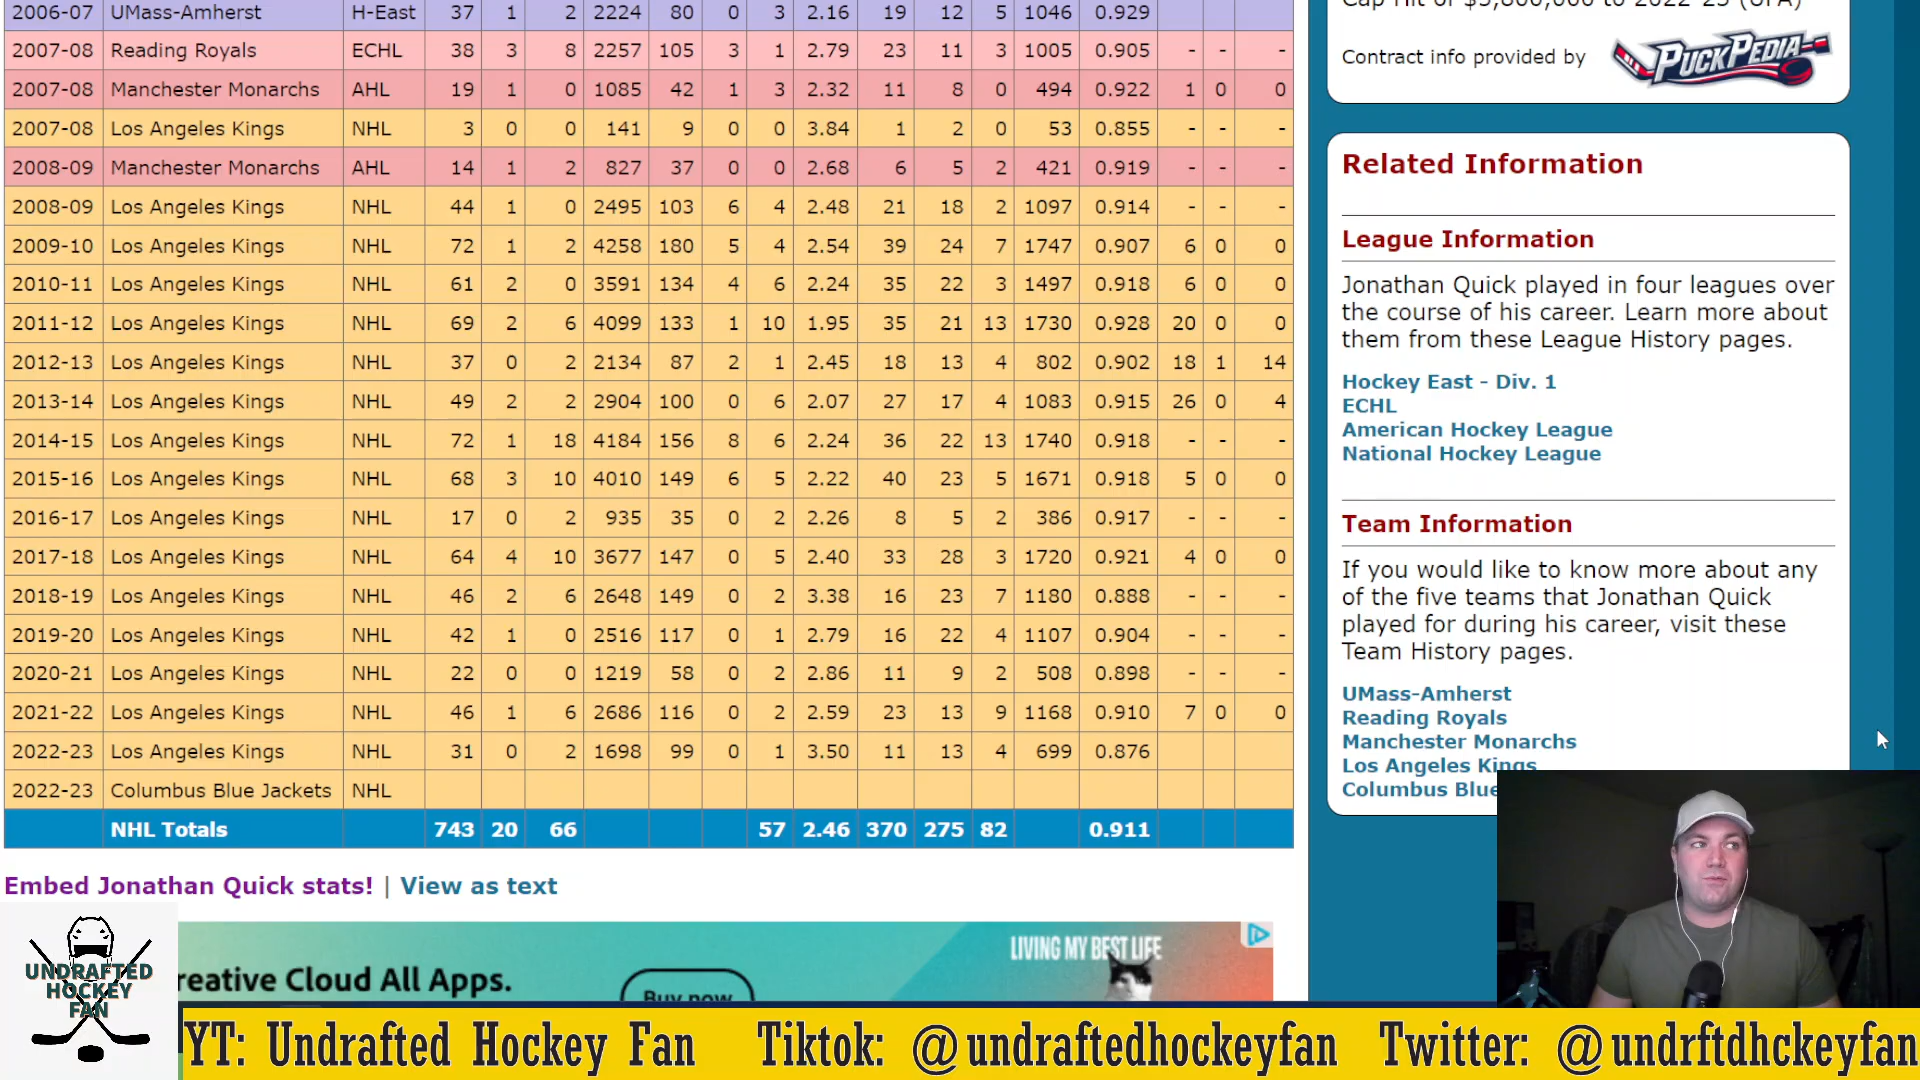 2006-07 UMass-Amherst H-East 37 1 2 2224 80 0 3 2.16 19 12 5 1046 0.929
2007-08 Reading Royals ECHL 38 3 8 2257 105 3 1 2.79 23 11 3 1005 0.905 - - -
2007-08 Manchester Monarchs AHL 19 1 0 1085 42 1 3 2.32 11 8 0 494 0.922 1 0 0
2007-08 Los Angeles Kings NHL 3 0 0 141 9 0 0 3.84 1 2 0 53 0.855 - - -
2008-09 Manchester Monarchs AHL 14 1 2 827 37 0 0 2.68 6 5 2 421 0.919 - - -
2008-09 Los Angeles Kings NHL 44 1 0 2495 103 6 4 2.48 21 18 2 1097 0.914 - - -
2009-10 Los Angeles Kings NHL 72 1 2 4258 180 5 4 2.54 39 24 7 1747 0.907 6 0 0
2010-11 Los Angeles Kings NHL 61 2 0 3591 134 4 6 2.24 35 22 3 1497 0.918 6 0 0
2011-12 Los Angeles Kings NHL 69 2 6 4099 133 1 10 1.95 35 21 13 1730 0.928 20 0 0
2012-13 Los Angeles Kings NHL 37 0 2 2134 87 2 1 2.45 18 13 4 802 0.902 18 1 14
2013-14 Los Angeles Kings NHL 49 2 2 2904 100 0 6 2.07 27 17 4 1083 0.915 26 0 4
2014-15 Los Angeles Kings NHL 72 1 18 4184 156 8 6 2.24 36 22 13 1740 0.918 - - -
2015-16 Los Angeles Kings NHL 68 3 10 4010 149 6 5 2.22 40 23 5 1671 0.918 5 0 0
2016-17 Los Angeles Kings NHL 17 0 2 935 35 0 2 2.26 8 5 2 386 0.917 - - -
2017-18 Los Angeles Kings NHL 64 4 10 3677 147 0 5 2.40 33 28 3 1720 0.921 4 0 0
2018-19 Los Angeles Kings NHL 46 2 6 2648 149 0 2 3.38 16 23 7 1180 0.888 - - -
2019-20 Los Angeles Kings NHL 42 1 0 2516 117 0 1 2.79 16 22 4 1107 0.904 - - -
2020-21 Los Angeles Kings NHL 22 0 0 1219 58 0 2 2.86 11 9 2 508 0.898 - - -
2021-22 Los Angeles Kings NHL 46 1 6 2686 116 0 2 2.59 23 13 9 1168 0.910 7 0 0
2022-23 Los Angeles Kings NHL 31 0 2 1698 99 0 1 3.50 11 13 4 699 0.876
2022-23 Columbus Blue Jackets NHL
NHL Totals 743 20 66 57 2.46 370 275 82 0.911
Embed Jonathan Quick stats! | View as text
Cap Hit of $5,800,000 to 2022-23 (UFA)
Contract info provided by PUCKPEDIA
Related Information
League Information
Jonathan Quick played in four leagues over
the course of his career. Learn more about
them from these League History pages.
Hockey East - Div. 1
ECHL
American Hockey League
National Hockey League
Team Information
If you would like to know more about any
of the five teams that Jonathan Quick
played for during his career, visit these
Team History pages.
UMass-Amherst
Reading Royals
Manchester Monarchs
Los Angeles Kings
Columbus Blue
LIVING MY BEST LIFE
reative Cloud All Apps.
Buy now
UNDRAFTED
HOCKEY
FAN
YT: Undrafted Hockey Fan Tiktok: @undraftedhockeyfan Twitter: @undrftdhckeyfan